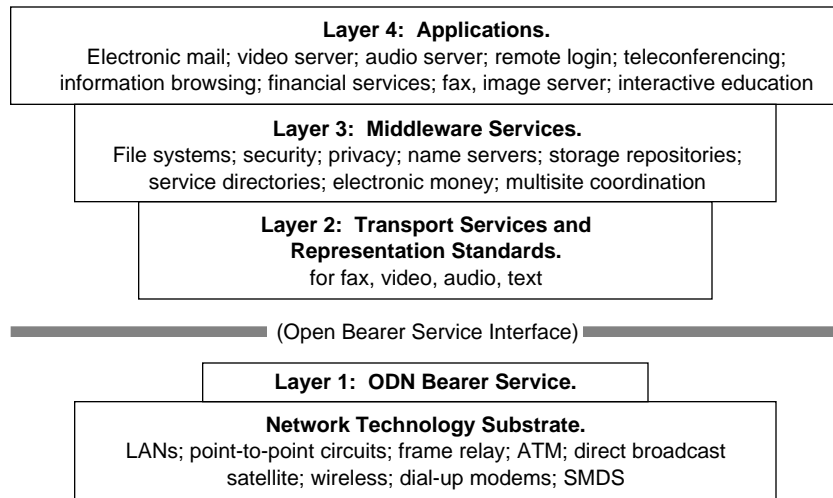 Layer 4: Applications.
Electronic mail; video server; audio server; remote login; teleconferencing;
information browsing; financial services; fax, image server; interactive education
Layer 3: Middleware Services.
File systems; security; privacy; name servers; storage repositories;
service directories; electronic money; multisite coordination
Layer 2: Transport Services and
Representation Standards.
for fax, video, audio, text
(Open Bearer Service Interface)
Layer 1: ODN Bearer Service.
Network Technology Substrate.
LANs; point-to-point circuits; frame relay; ATM; direct broadcast
satellite; wireless; dial-up modems; SMDS